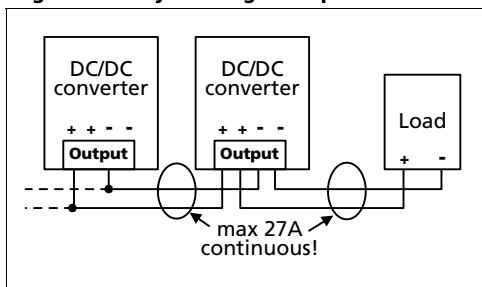 DC/DC
converter
+ + - -
Output
DC/DC
converter
+ + - -
Output
Load
+ -
max 27A
continuous!